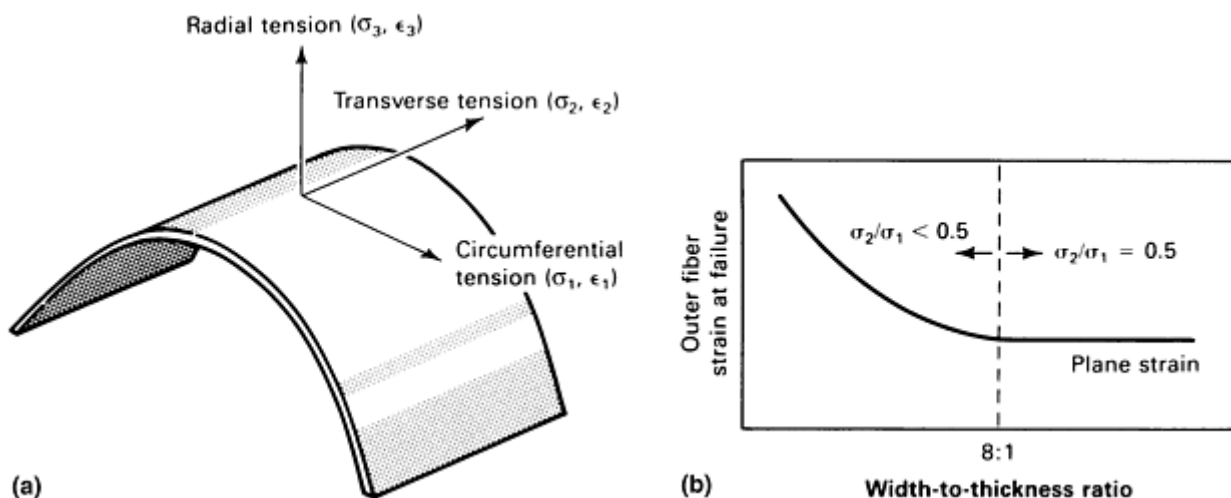 Radial tension (σ₃, ϵ₃)
Transverse tension (σ₂, ϵ₂)
Circumferential
tension (σ₁, ϵ₁)
(a)
Outer fiber
strain at failure
σ₂/σ₁ < 0.5
σ₂/σ₁ = 0.5
Plane strain
8:1
(b)
Width-to-thickness ratio